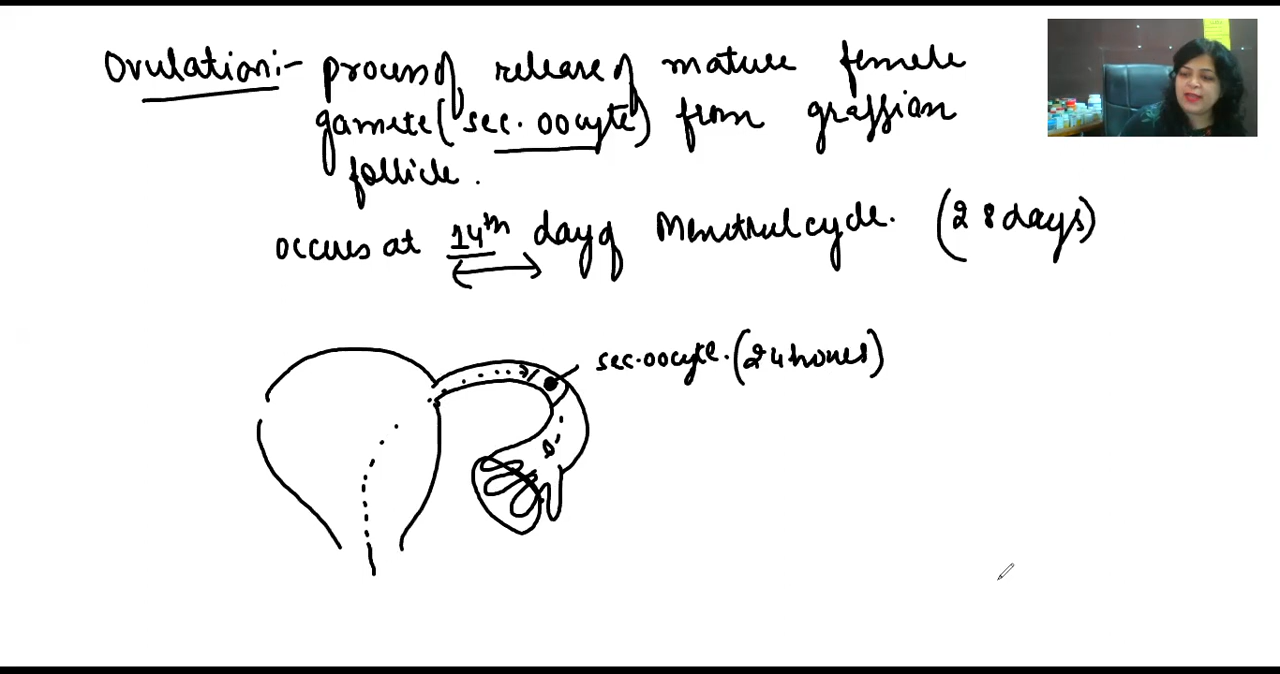 Ovulation:- process of release of mature female
gamete (sec. oocyte) from graffian
follicle.
occurs at 14th day of Menstrual cycle. (28 days)
sec. oocyte. (24 hours)